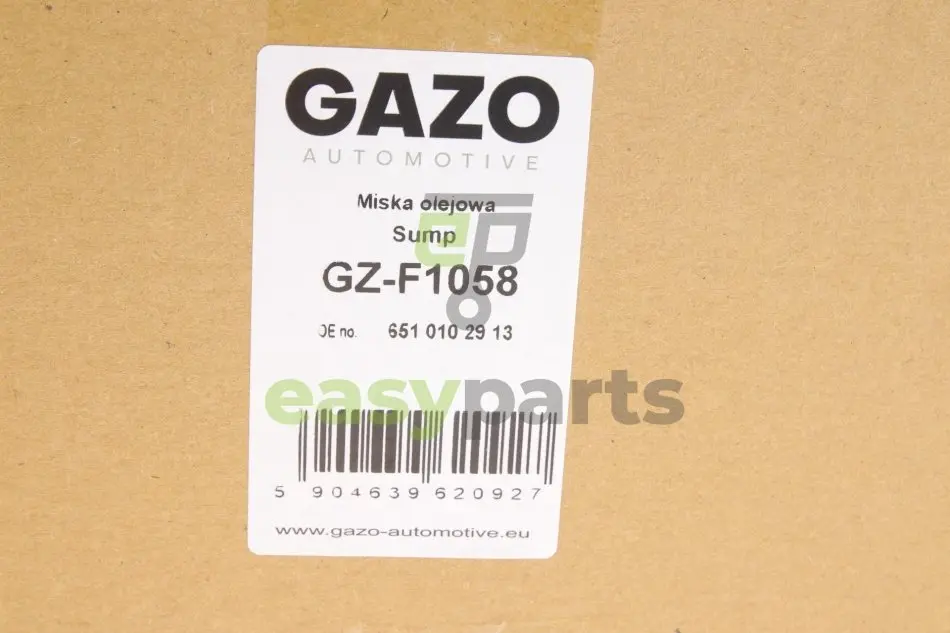 GAZO
AUTOMOTIVE
Miska olejowa
Sump
ep
GZ-F1058
OE no. 651 010 29 13
easyparts
5 904639 620927
www.gazo-automotive.eu